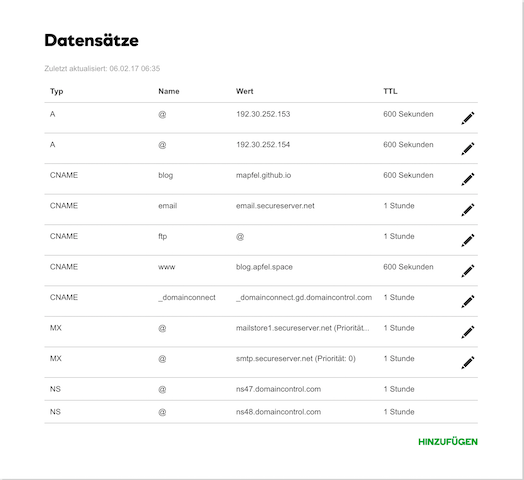 Datensätze
Zuletzt aktualisiert: 06.02.17 06:35
Typ Name Wert TTL
A @ 192.30.252.153 600 Sekunden
A @ 192.30.252.154 600 Sekunden
CNAME blog mapfel.github.io 600 Sekunden
CNAME email email.secureserver.net 1 Stunde
CNAME ftp @ 1 Stunde
CNAME www blog.apfel.space 600 Sekunden
CNAME _domainconnect _domainconnect.gd.domaincontrol.com 1 Stunde
MX @ mailstore1.secureserver.net (Priorität... 1 Stunde
MX @ smtp.secureserver.net (Priorität: 0) 1 Stunde
NS @ ns47.domaincontrol.com 1 Stunde
NS @ ns48.domaincontrol.com 1 Stunde
HINZUFÜGEN